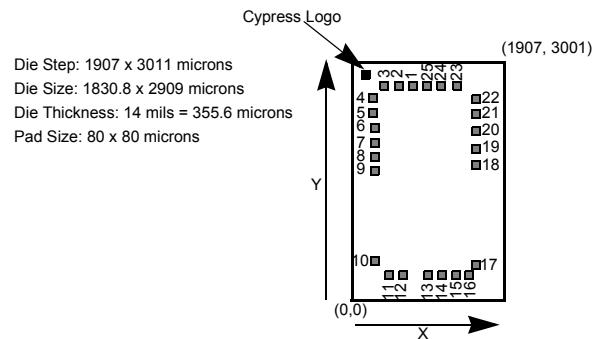 Cypress Logo
(1907, 3001)
Die Step: 1907 x 3011 microns
Die Size: 1830.8 x 2909 microns
Die Thickness: 14 mils = 355.6 microns
Pad Size: 80 x 80 microns
3 2 1 25 24 23
4
5
6
7
8
9
10
22
21
20
19
18
17
Y
11 12 13 14 15 16
(0,0)
X